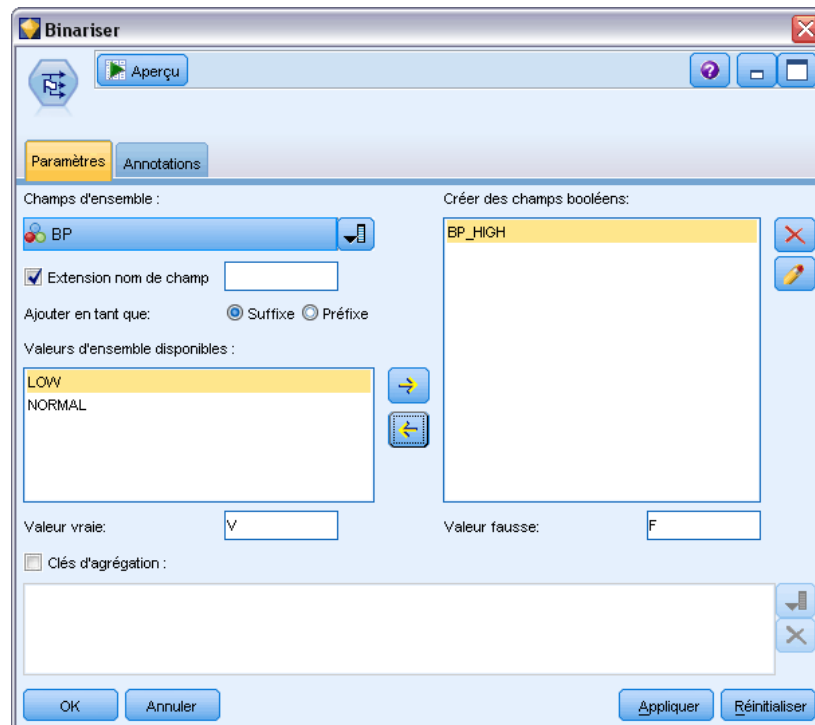 Binariser
Aperçu
Paramètres
Annotations
Champs d'ensemble :
BP
Extension nom de champ
Ajouter en tant que:
Suffixe
Préfixe
Valeurs d'ensemble disponibles :
LOW
NORMAL
Créer des champs booléens:
BP_HIGH
Valeur vraie:
V
Valeur fausse:
F
Clés d'agrégation :
OK
Annuler
Appliquer
Réinitialiser